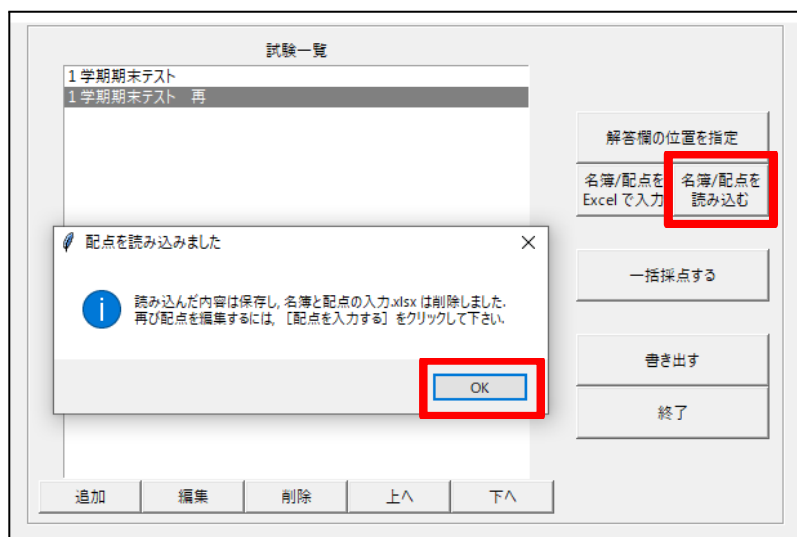 試験一覧
1学期期末テスト
1学期期末テスト　再
解答欄の位置を指定
名簿/配点を
Excelで入力
名簿/配点を
読み込む
配点を読み込みました
読み込んだ内容は保存し, 名簿と配点の入力.xlsx は削除しました.
再び配点を編集するには, ［配点を入力する］をクリックして下さい.
OK
一括採点する
書き出す
終了
追加
編集
削除
上へ
下へ